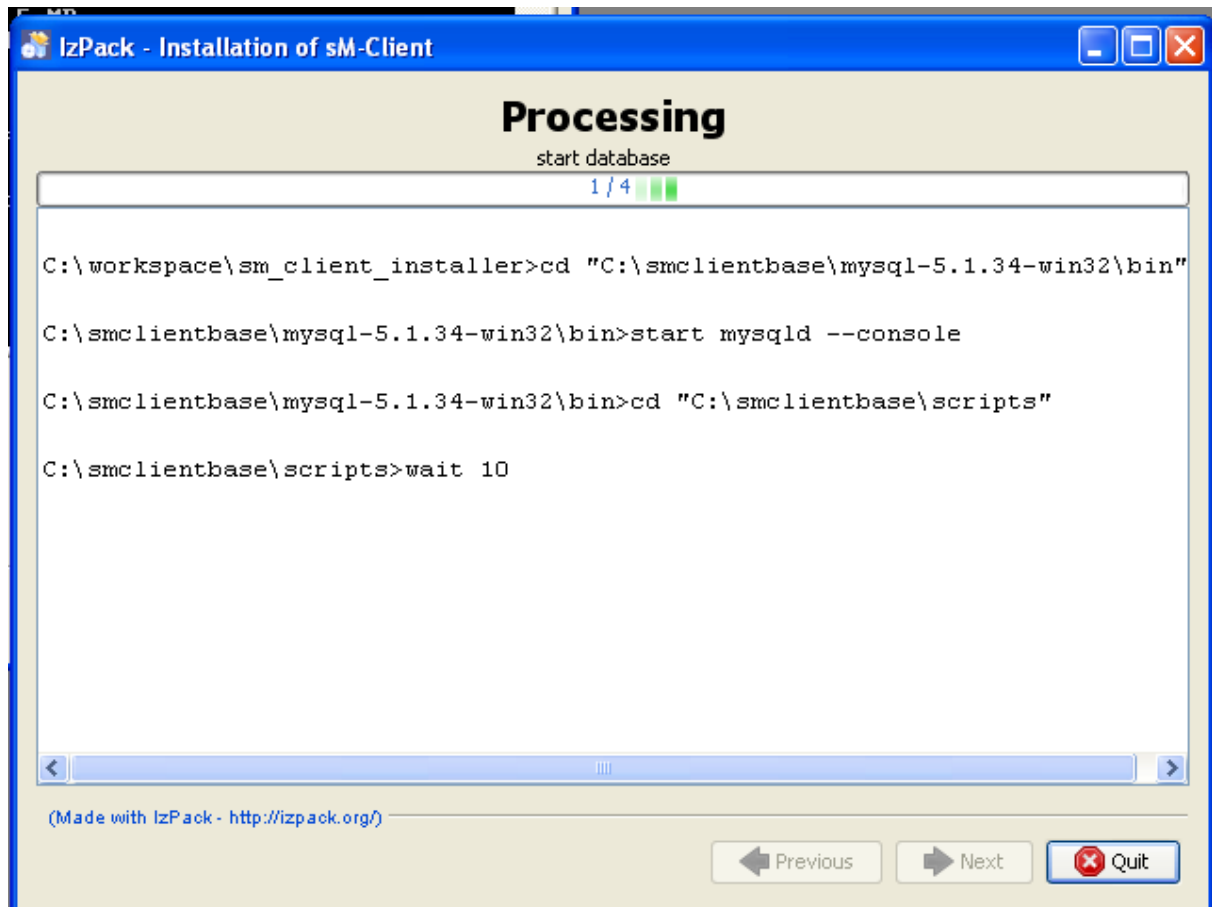 IzPack - Installation of sM-Client
Processing
start database
1 / 4
C:\workspace\sm_client_installer>cd "C:\smclientbase\mysql-5.1.34-win32\bin"
C:\smclientbase\mysql-5.1.34-win32\bin>start mysqld --console
C:\smclientbase\mysql-5.1.34-win32\bin>cd "C:\smclientbase\scripts"
C:\smclientbase\scripts>wait 10
(Made with IzPack - http://izpack.org/)
Previous
Next
Quit